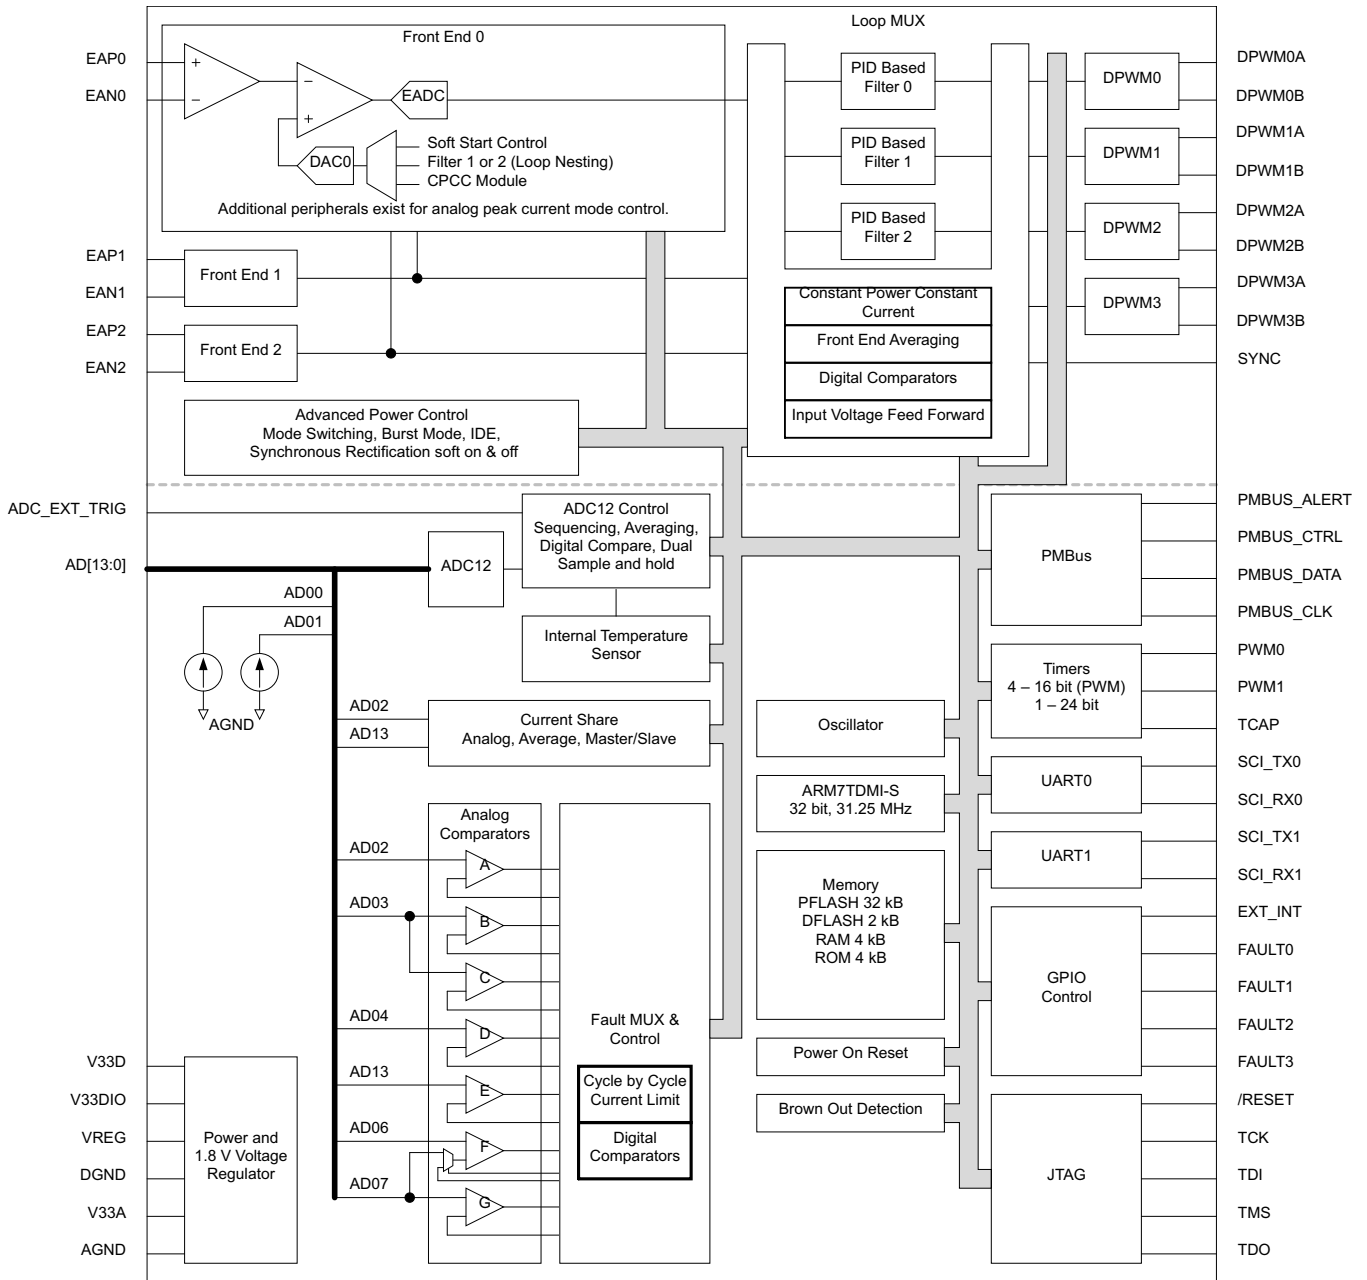 Loop MUX
Front End 0
EAP0
EAN0
+
−
−
+
EADC
DAC0
Soft Start Control
Filter 1 or 2 (Loop Nesting)
CPCC Module
Additional peripherals exist for analog peak current mode control.
EAP1
EAN1
Front End 1
EAP2
EAN2
Front End 2
Advanced Power Control
Mode Switching, Burst Mode, IDE,
Synchronous Rectification soft on & off
PID Based
Filter 0
PID Based
Filter 1
PID Based
Filter 2
Constant Power Constant
Current
Front End Averaging
Digital Comparators
Input Voltage Feed Forward
DPWM0
DPWM1
DPWM2
DPWM3
DPWM0A
DPWM0B
DPWM1A
DPWM1B
DPWM2A
DPWM2B
DPWM3A
DPWM3B
SYNC
ADC_EXT_TRIG
AD[13:0]
ADC12
ADC12 Control
Sequencing, Averaging,
Digital Compare, Dual
Sample and hold
AD00
AD01
AGND
Internal Temperature
Sensor
AD02
AD13
Current Share
Analog, Average, Master/Slave
Analog
Comparators
AD02
A
AD03
B
C
AD04
D
AD13
E
AD06
F
AD07
G
Fault MUX &
Control
Cycle by Cycle
Current Limit
Digital
Comparators
V33D
V33DIO
VREG
DGND
V33A
AGND
Power and
1.8 V Voltage
Regulator
Oscillator
ARM7TDMI-S
32 bit, 31.25 MHz
Memory
PFLASH 32 kB
DFLASH 2 kB
RAM 4 kB
ROM 4 kB
Power On Reset
Brown Out Detection
PMBus
Timers
4 – 16 bit (PWM)
1 – 24 bit
UART0
UART1
GPIO
Control
JTAG
PMBUS_ALERT
PMBUS_CTRL
PMBUS_DATA
PMBUS_CLK
PWM0
PWM1
TCAP
SCI_TX0
SCI_RX0
SCI_TX1
SCI_RX1
EXT_INT
FAULT0
FAULT1
FAULT2
FAULT3
/RESET
TCK
TDI
TMS
TDO